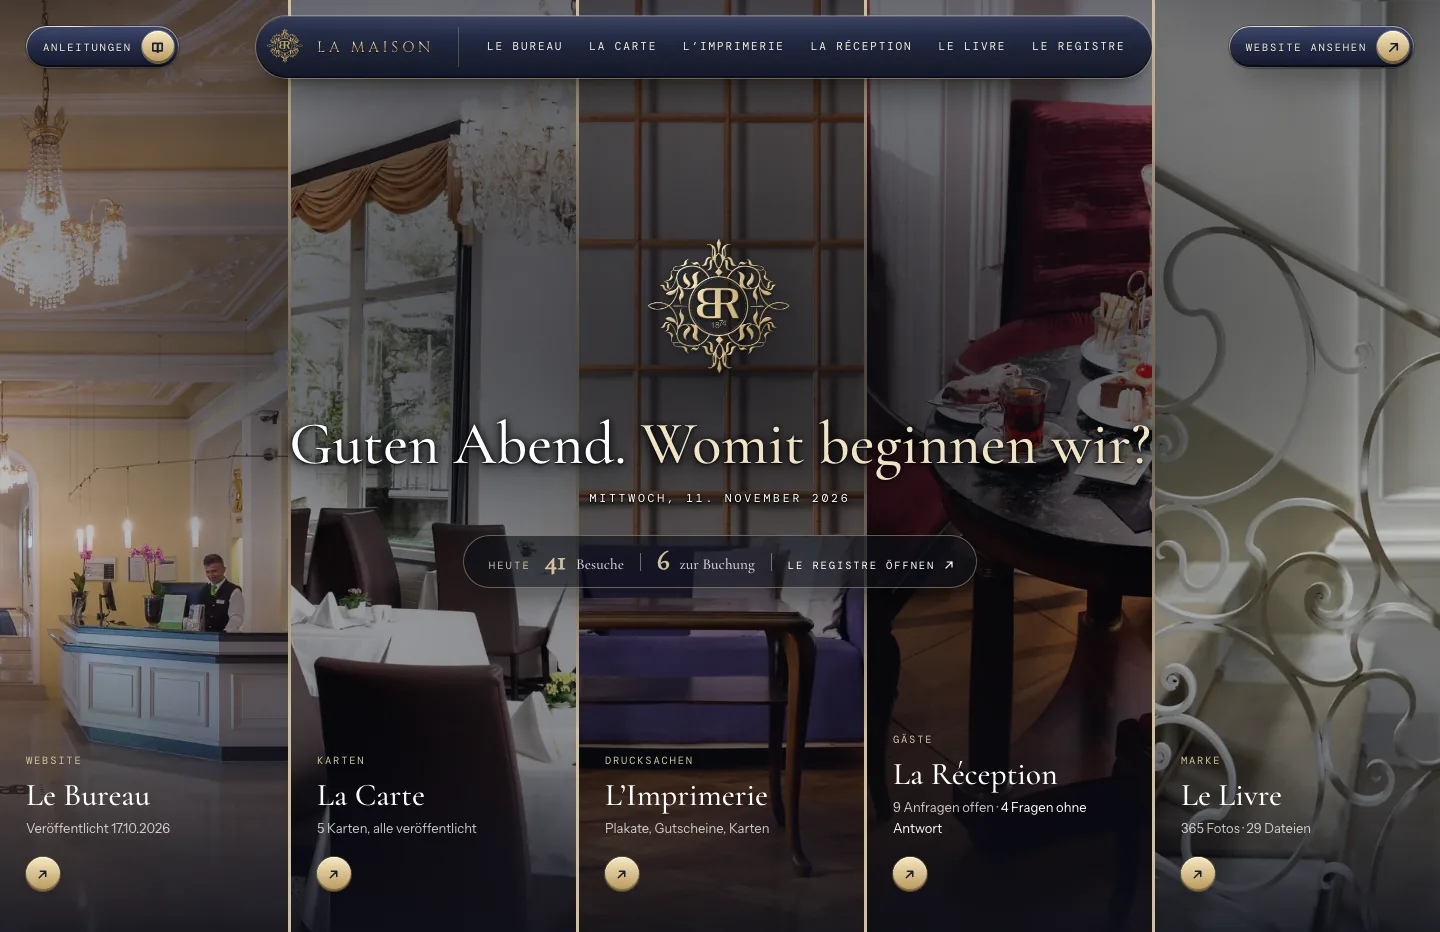 ANLEITUNGEN
LA MAISON
LE BUREAU
LA CARTE
L’IMPRIMERIE
LA RÉCEPTION
LE LIVRE
LE REGISTRE
WEBSITE ANSEHEN
BR
1874
Guten Abend. Womit beginnen wir?
MITTWOCH, 11. NOVEMBER 2026
HEUTE 41 Besuche 6 zur Buchung LE REGISTRE ÖFFNEN
WEBSITE
Le Bureau
Veröffentlicht 17.10.2026
KARTEN
La Carte
5 Karten, alle veröffentlicht
DRUCKSACHEN
L’Imprimerie
Plakate, Gutscheine, Karten
GÄSTE
La Réception
9 Anfragen offen · 4 Fragen ohne
Antwort
MARKE
Le Livre
365 Fotos · 29 Dateien